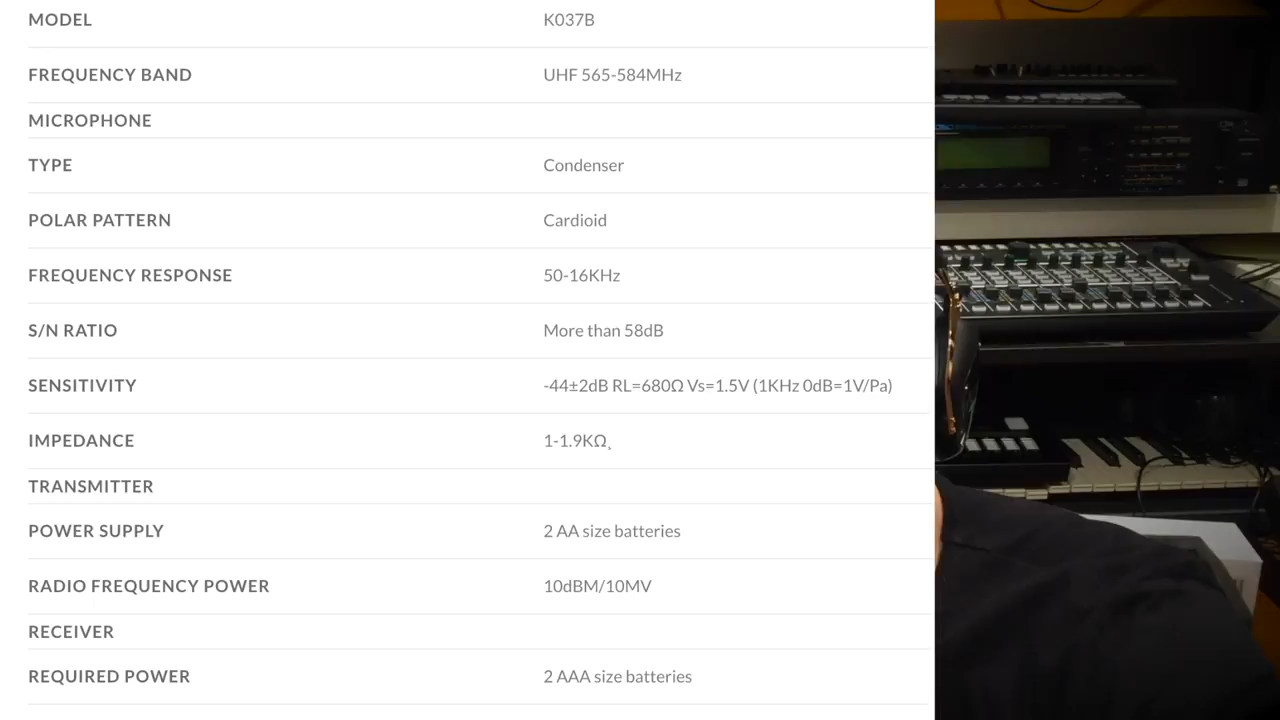 MODEL K037B
FREQUENCY BAND UHF 565-584MHz
MICROPHONE
TYPE Condenser
POLAR PATTERN Cardioid
FREQUENCY RESPONSE 50-16KHz
S/N RATIO More than 58dB
SENSITIVITY -44±2dB RL=680Ω Vs=1.5V (1KHz 0dB=1V/Pa)
IMPEDANCE 1-1.9KΩ¸
TRANSMITTER
POWER SUPPLY 2 AA size batteries
RADIO FREQUENCY POWER 10dBM/10MV
RECEIVER
REQUIRED POWER 2 AAA size batteries